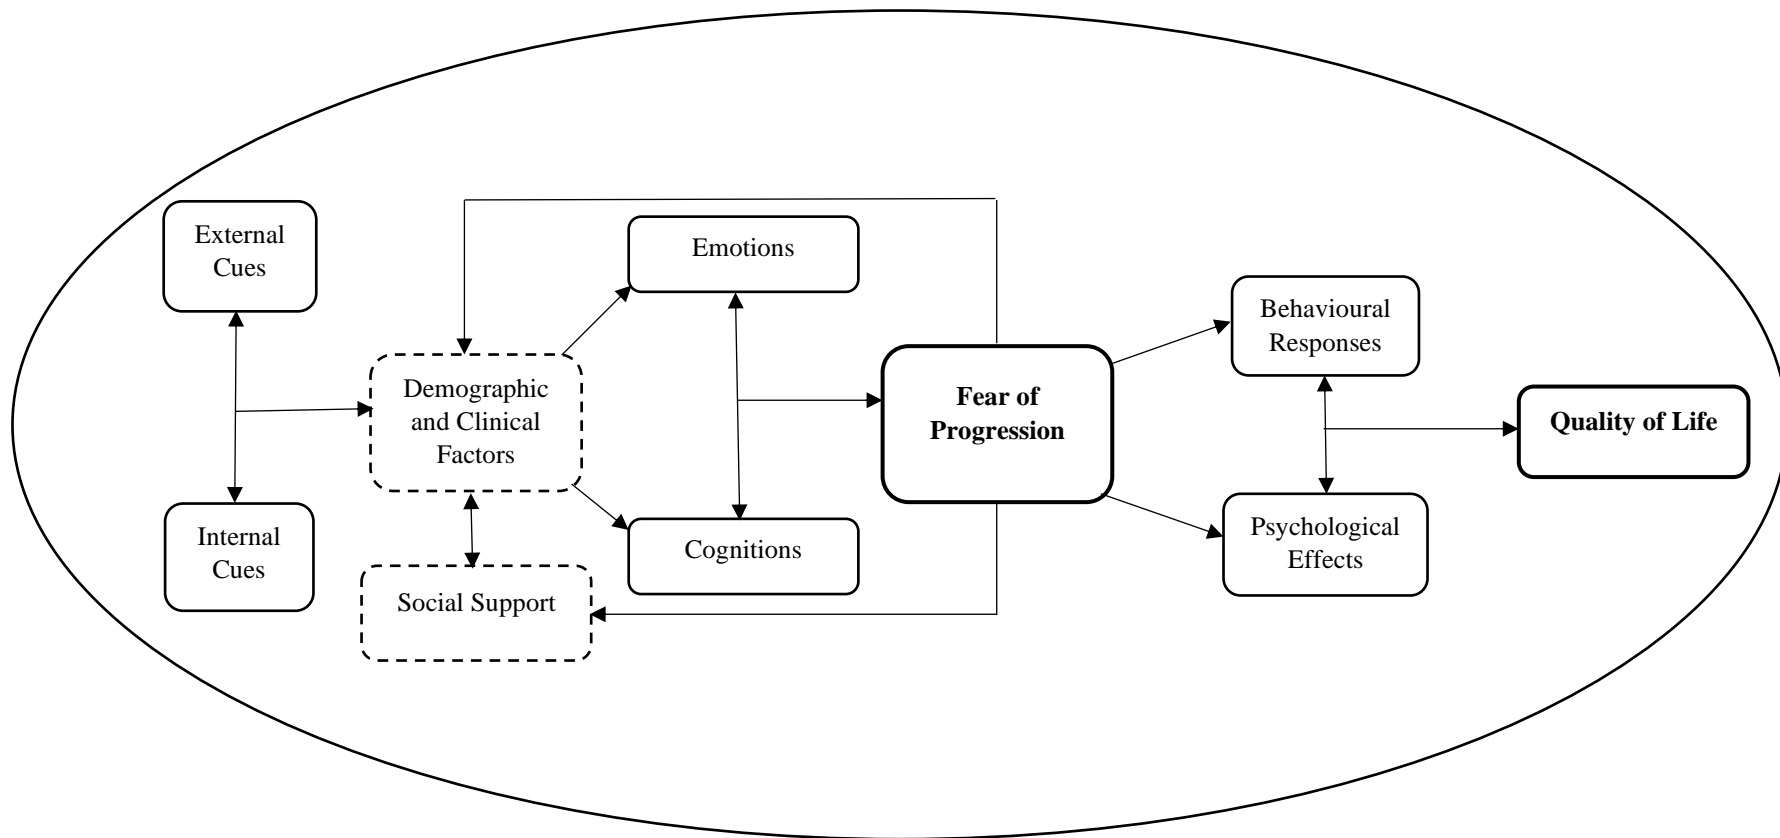 External
Cues
Internal
Cues
Demographic
and Clinical
Factors
Social Support
Emotions
Cognitions
Fear of
Progression
Behavioural
Responses
Psychological
Effects
Quality of Life